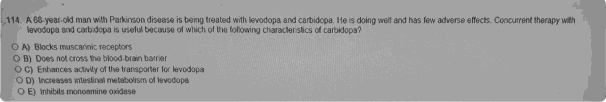 114. A 68-year-old man with Parkinson disease is being treated with levodopa and carbidopa. He is doing well and has few adverse effects. Concurrent therapy with
levodopa and carbidopa is useful because of which of the following characteristics of carbidopa?
A) Blocks muscarinic receptors
B) Does not cross the blood-brain barrier
C) Enhances activity of the transporter for levodopa
D) Increases intestinal metabolism of levodopa
E) Inhibits monoamine oxidase